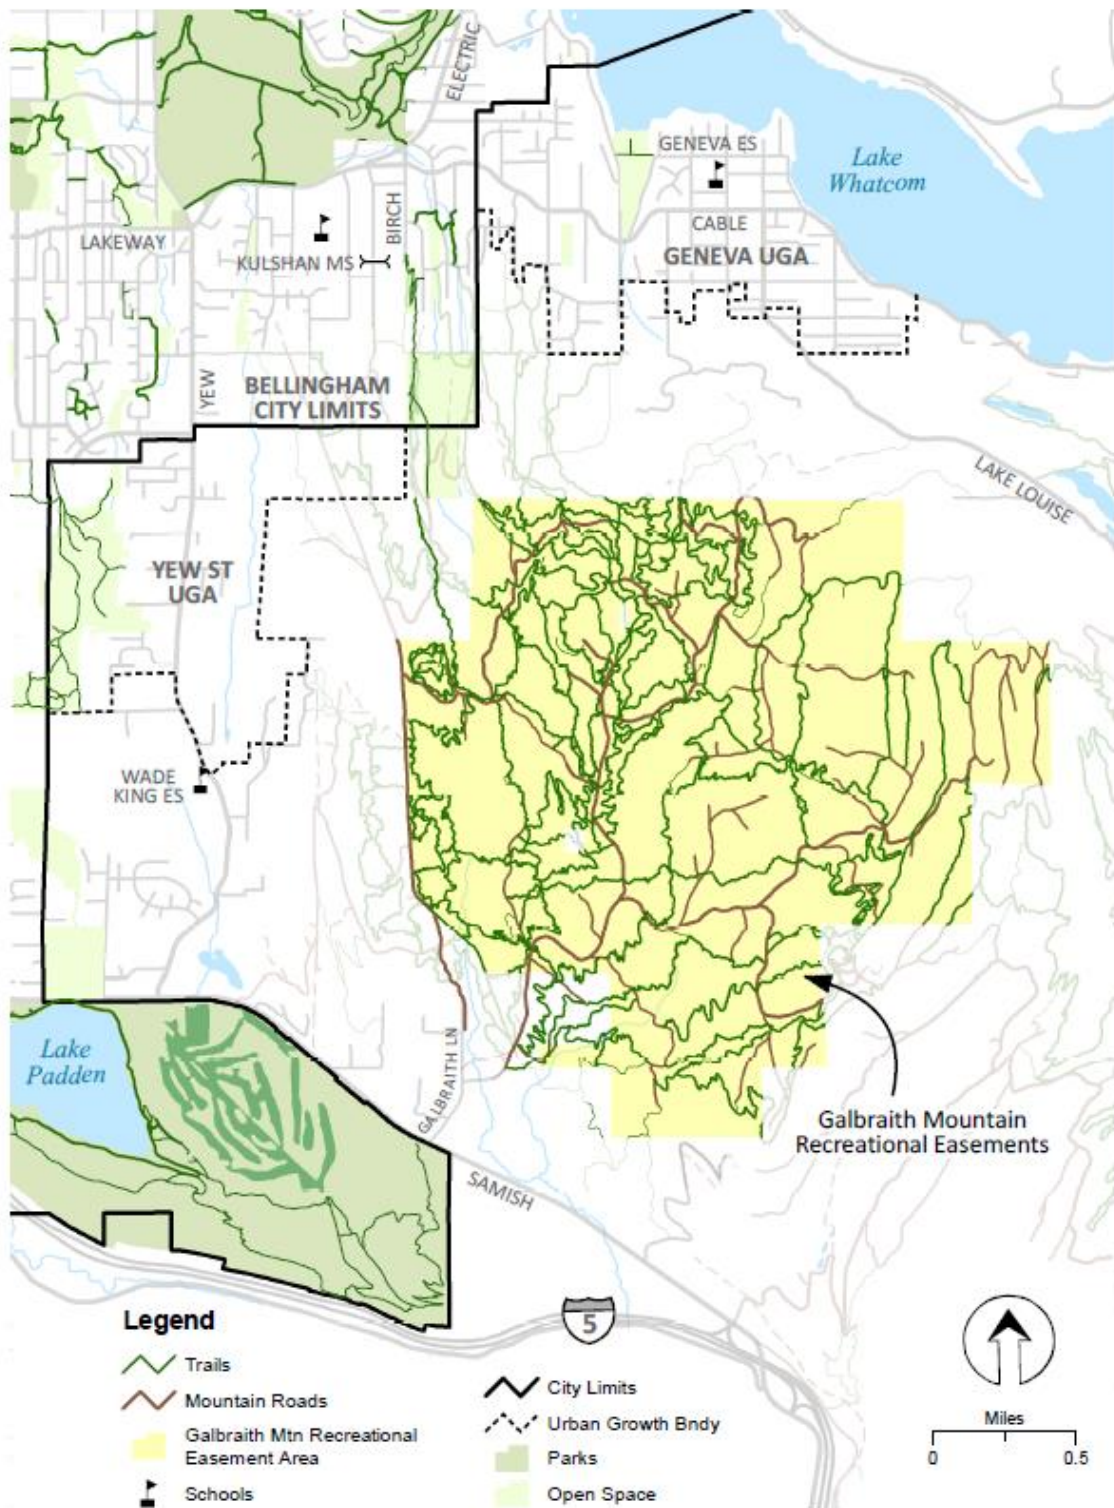 ELECTRIC
GENEVA ES
Lake
Whatcom
BIRCH
CABLE
LAKEWAY
KULSHAN MS
GENEVA UGA
YEW
BELLINGHAM
CITY LIMITS
LAKE LOUISE
YEW ST
UGA
WADE
KING ES
Lake
Padden
GALBRAITH LN
Galbraith Mountain
Recreational Easements
SAMISH
5
Legend
Trails
Mountain Roads
Galbraith Mtn Recreational
Easement Area
Schools
City Limits
Urban Growth Bndy
Parks
Open Space
Miles
0
0.5